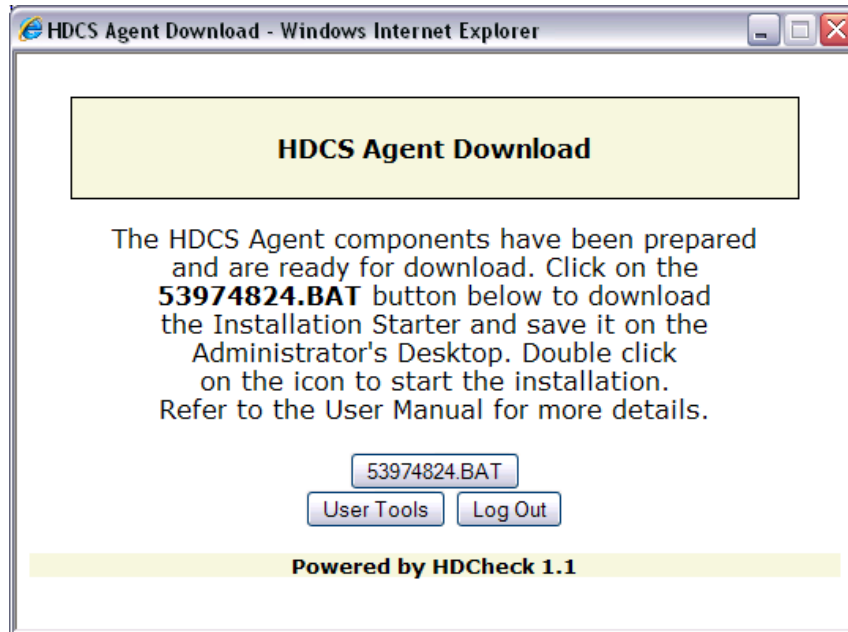 HDCS Agent Download - Windows Internet Explorer
HDCS Agent Download
The HDCS Agent components have been prepared
and are ready for download. Click on the
53974824.BAT button below to download
the Installation Starter and save it on the
Administrator's Desktop. Double click
on the icon to start the installation.
Refer to the User Manual for more details.
53974824.BAT
User Tools Log Out
Powered by HDCheck 1.1